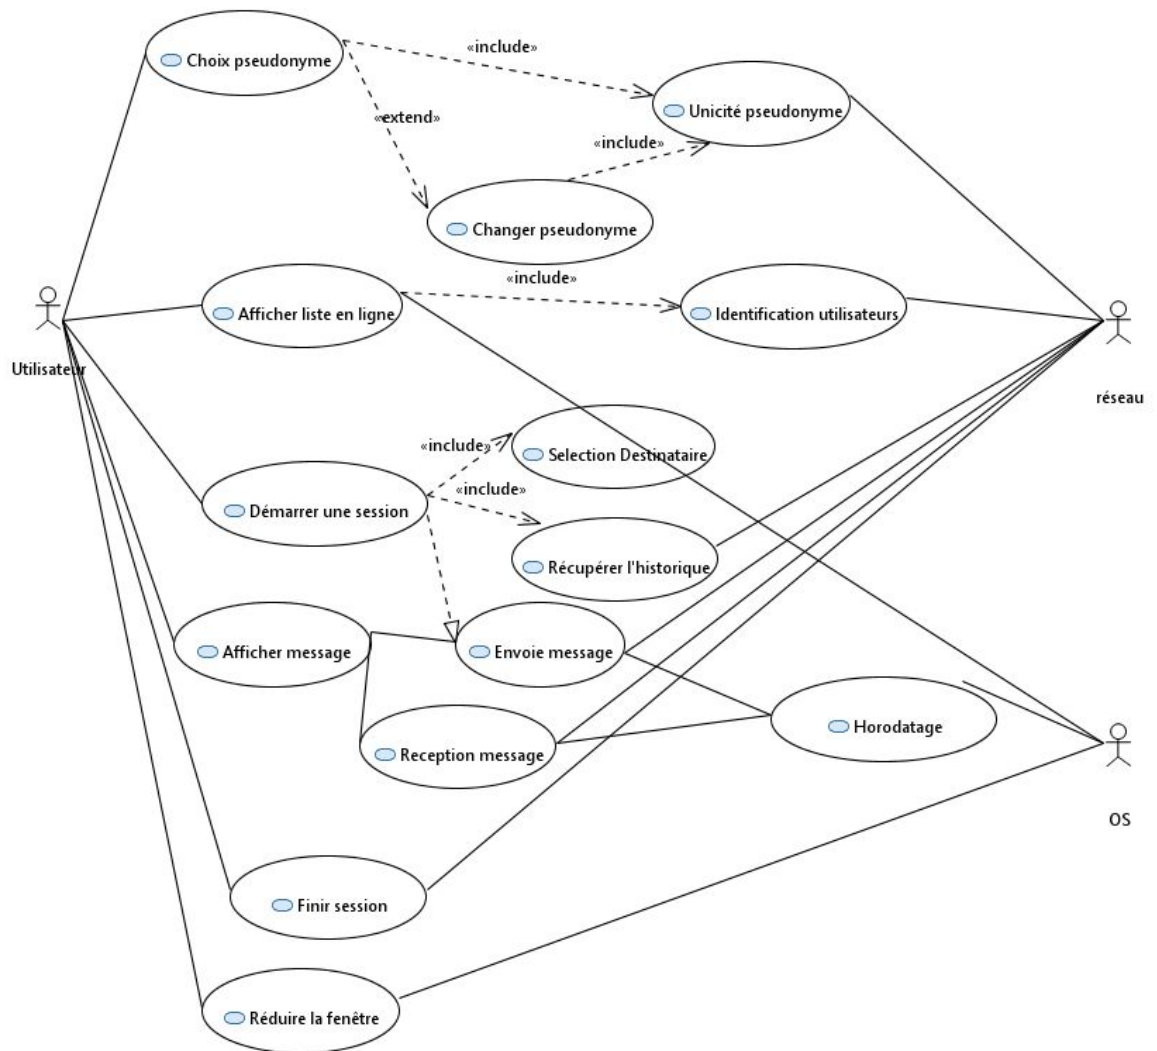 Choix pseudonyme
«include»
Unicité pseudonyme
«extend»
«include»
Changer pseudonyme
«include»
Afficher liste en ligne
Identification utilisateurs
Utilisateur
réseau
«include»
Selection Destinataire
«include»
Démarrer une session
Récupérer l'historique
Afficher message
Envoie message
Reception message
Horodatage
OS
Finir session
Réduire la fenêtre